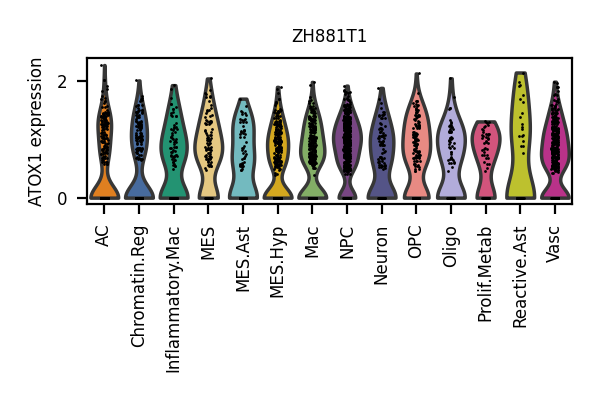 ZH881T1
ATOX1 expression
2
0
AC
Chromatin.Reg
Inflammatory.Mac
MES
MES.Ast
MES.Hyp
Mac
NPC
Neuron
OPC
Oligo
Prolif.Metab
Reactive.Ast
Vasc